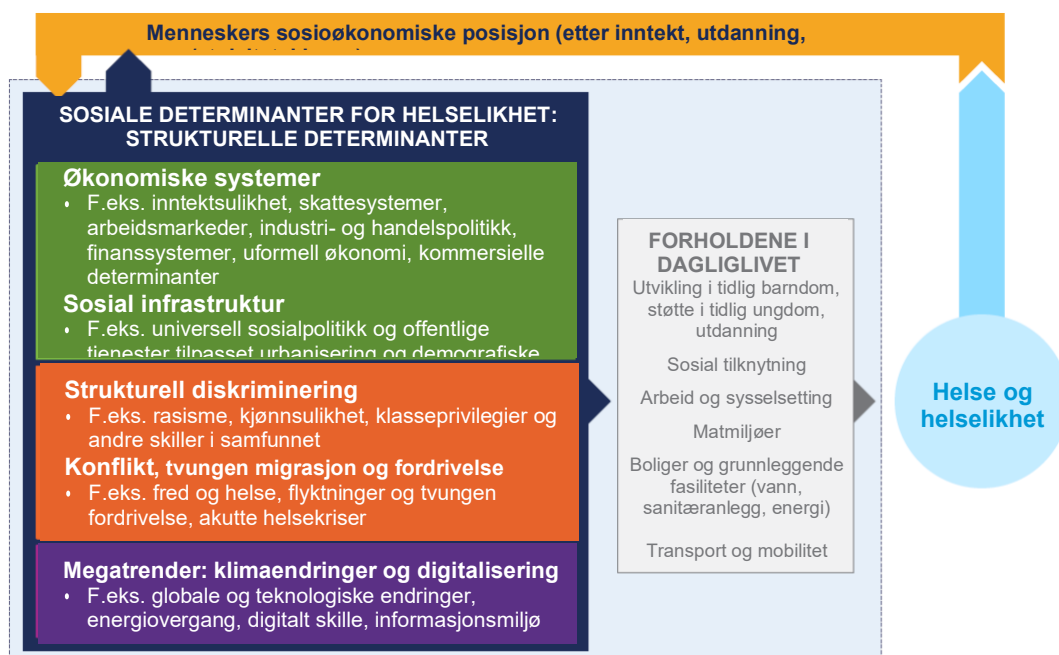 Menneskers sosioøkonomiske posisjon (etter inntekt, utdanning,
SOSIALE DETERMINANTER FOR HELSELIKHET:
STRUKTURELLE DETERMINANTER
Økonomiske systemer
• F.eks. inntektsulikhet, skattesystemer,
arbeidsmarkeder, industri- og handelspolitikk,
finanssystemer, uformell økonomi, kommersielle
determinanter
Sosial infrastruktur
• F.eks. universell sosialpolitikk og offentlige
tjenester tilpasset urbanisering og demografiske
Strukturell diskriminering
• F.eks. rasisme, kjønnsulikhet, klasseprivilegier og
andre skiller i samfunnet
Konflikt, tvungen migrasjon og fordrivelse
• F.eks. fred og helse, flyktninger og tvungen
fordrivelse, akutte helsekriser
Megatrender: klimaendringer og digitalisering
• F.eks. globale og teknologiske endringer,
energiovergang, digitalt skille, informasjonsmiljø
FORHOLDENE I
DAGLIGLIVET
Utvikling i tidlig barndom,
støtte i tidlig ungdom,
utdanning
Sosial tilknytning
Arbeid og sysselsetting
Matmiljøer
Boliger og grunnleggende
fasiliteter (vann,
sanitæranlegg, energi)
Transport og mobilitet
Helse og
helselikhet